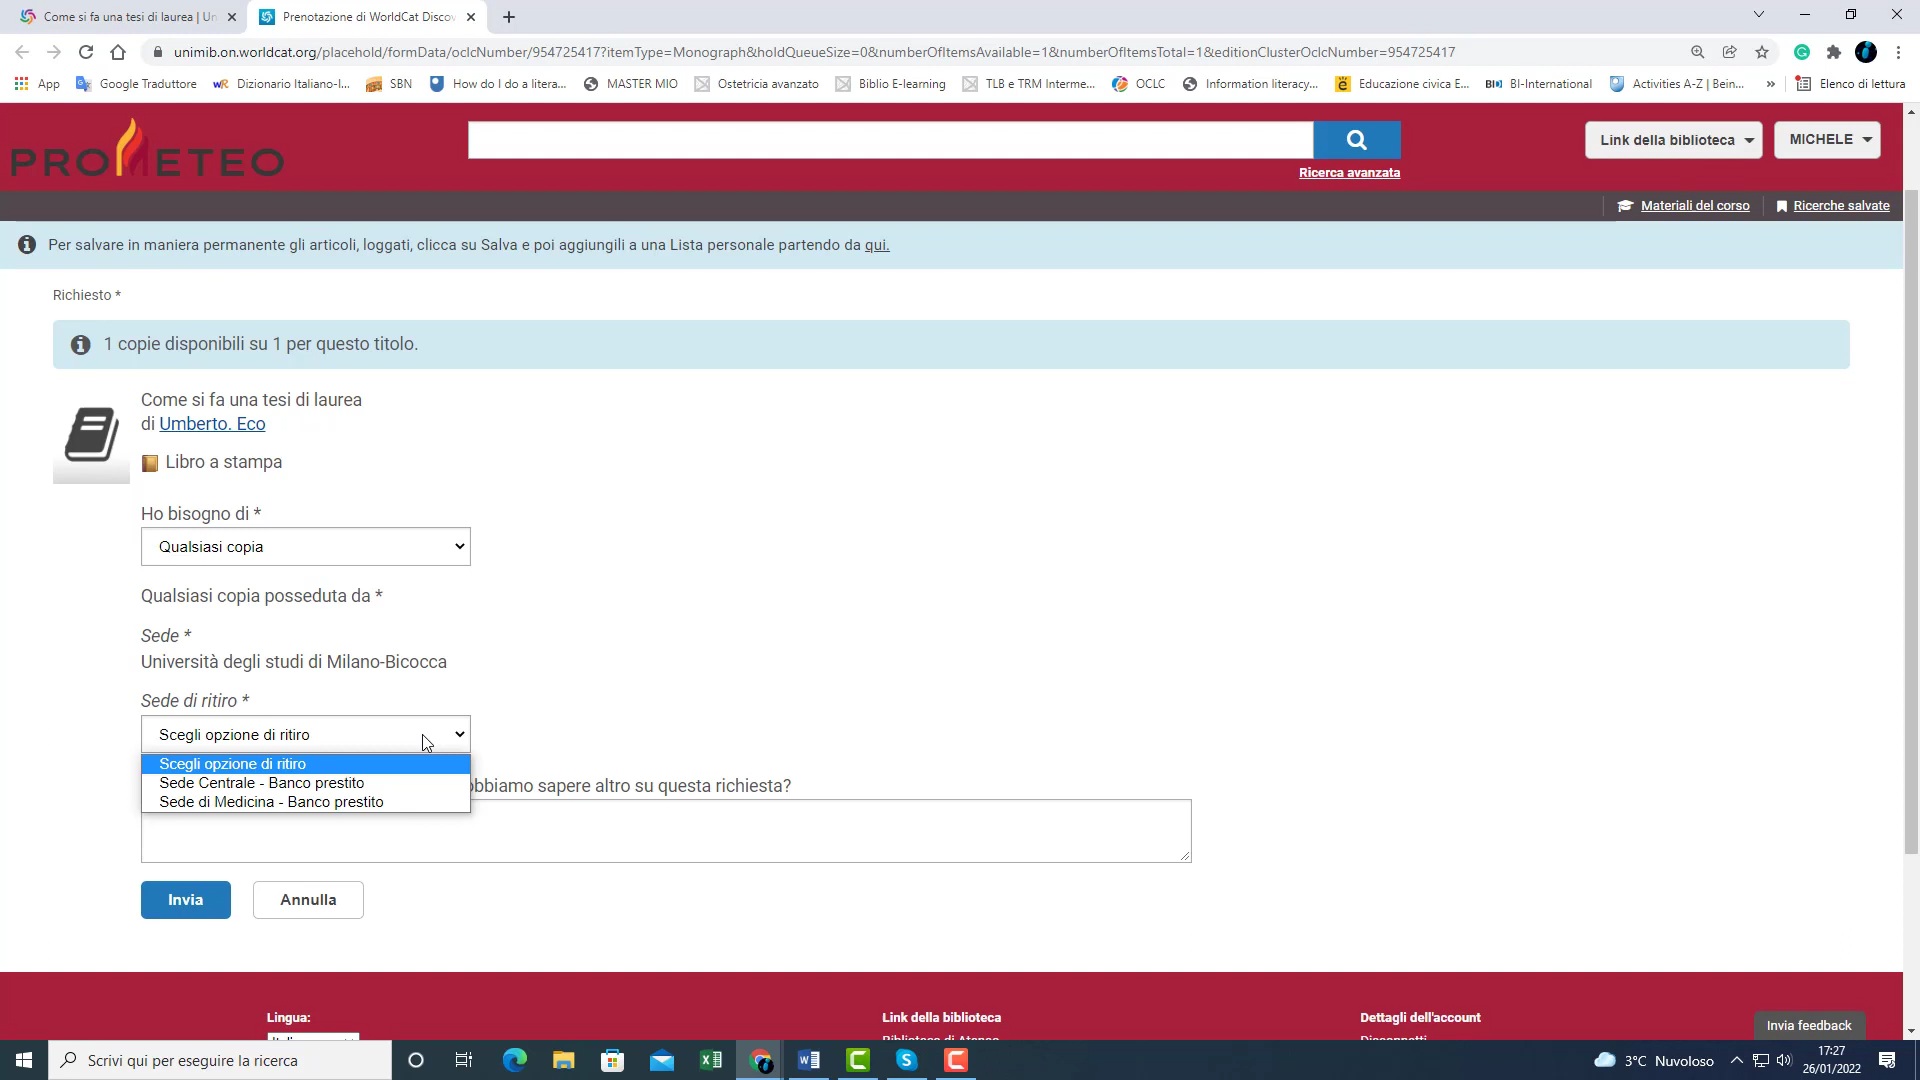 Come si fa una tesi di laurea | Un
Prenotazione di WorldCat Discov
unimib.on.worldcat.org/placehold/formData/oclcNumber/954725417?itemType=Monograph&holdQueueSize=0&numberOfItemsAvailable=1&numberOfItemsTotal=1&editionClusterOclcNumber=954725417
App Google Traduttore Dizionario Italiano-I... SBN How do I do a litera... MASTER MIO Ostetricia avanzato Biblio E-learning TLB e TRM Interme... OCLC Information literacy... Educazione civica E... BI-International Activities A-Z | Bein... » Elenco di lettura
PROMETEO
Link della biblioteca
MICHELE
Ricerca avanzata
Materiali del corso
Ricerche salvate
Per salvare in maniera permanente gli articoli, loggati, clicca su Salva e poi aggiungili a una Lista personale partendo da qui.
Richiesto *
1 copie disponibili su 1 per questo titolo.
Come si fa una tesi di laurea
di Umberto. Eco
Libro a stampa
Ho bisogno di *
Qualsiasi copia
Qualsiasi copia posseduta da *
Sede *
Università degli studi di Milano-Bicocca
Sede di ritiro *
Scegli opzione di ritiro
Scegli opzione di ritiro
Sede Centrale - Banco prestito
Sede di Medicina - Banco prestito
obbiamo sapere altro su questa richiesta?
Invia
Annulla
Lingua:
Link della biblioteca
Dettagli dell'account
Invia feedback
Biblioteca di Ateneo
Disconnetti
Scrivi qui per eseguire la ricerca
3°C Nuvoloso
17:27
26/01/2022